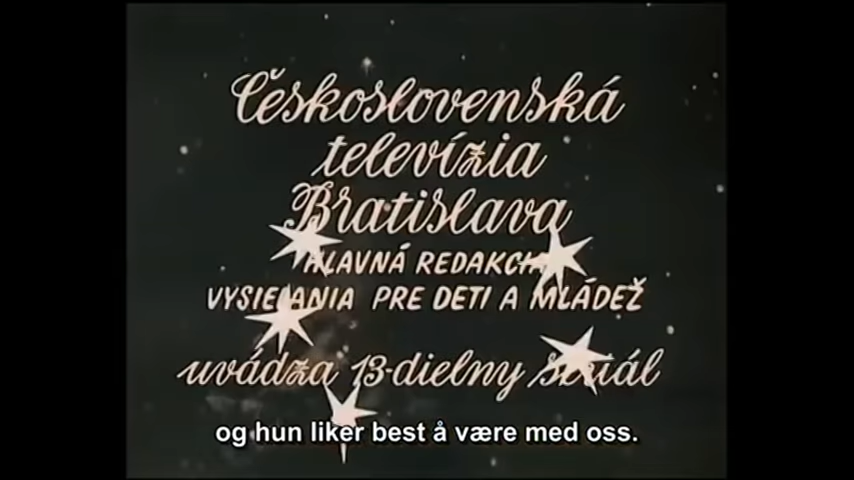 Československá
televízia
Bratislava
HLAVNÁ REDAKCIA
VYSIELANIA PRE DETI A MLÁDEŽ
uvádza 13-dielny seriál
og hun liker best å være med oss.